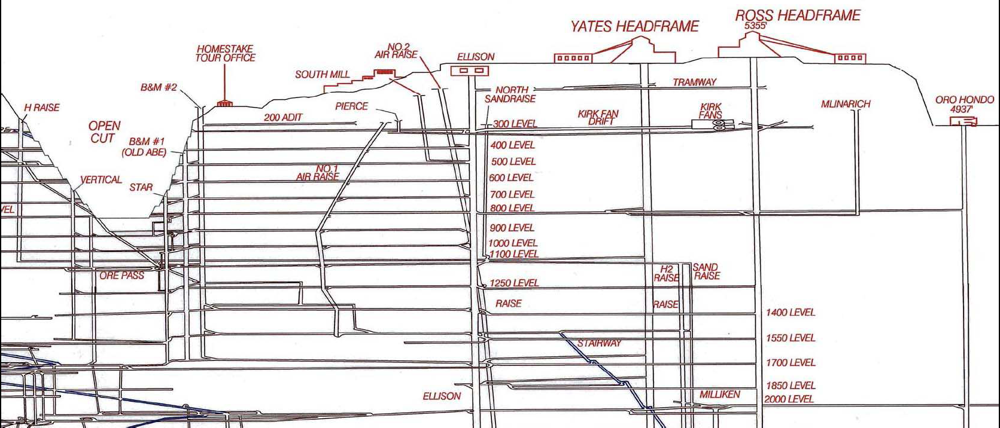 ROSS HEADFRAME
5355'
YATES HEADFRAME
HOMESTAKE
TOUR OFFICE
NO.2
AIR RAISE
ELLISON
SOUTH MILL
B&M #2
NORTH
SANDRAISE
TRAMWAY
H RAISE
PIERCE
MLINARICH
ORO HONDO
4937'
200 ADIT
KIRK FAN
DRIFT
KIRK
FANS
OPEN
CUT
300 LEVEL
B&M #1
(OLD ABE)
400 LEVEL
500 LEVEL
NO.1
AIR RAISE
600 LEVEL
VERTICAL
STAR
700 LEVEL
VEL
800 LEVEL
900 LEVEL
1000 LEVEL
1100 LEVEL
ORE PASS
H2
RAISE
SAND
RAISE
1250 LEVEL
RAISE
RAISE
1400 LEVEL
STAIRWAY
1550 LEVEL
1700 LEVEL
1850 LEVEL
ELLISON
MILLIKEN
2000 LEVEL